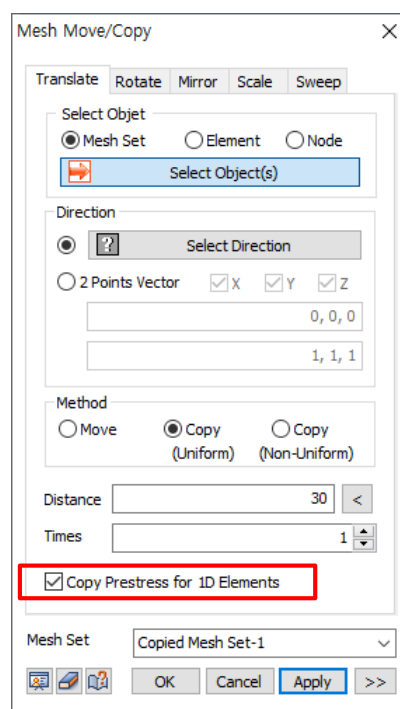 Mesh Move/Copy
Translate Rotate Mirror Scale Sweep
Select Objet
Mesh Set Element Node
Select Object(s)
Direction
Select Direction
2 Points Vector X Y Z
0, 0, 0
1, 1, 1
Method
Move Copy Copy
(Uniform) (Non-Uniform)
Distance 30 <
Times 1
Copy Prestress for 1D Elements
Mesh Set Copied Mesh Set-1
OK Cancel Apply >>